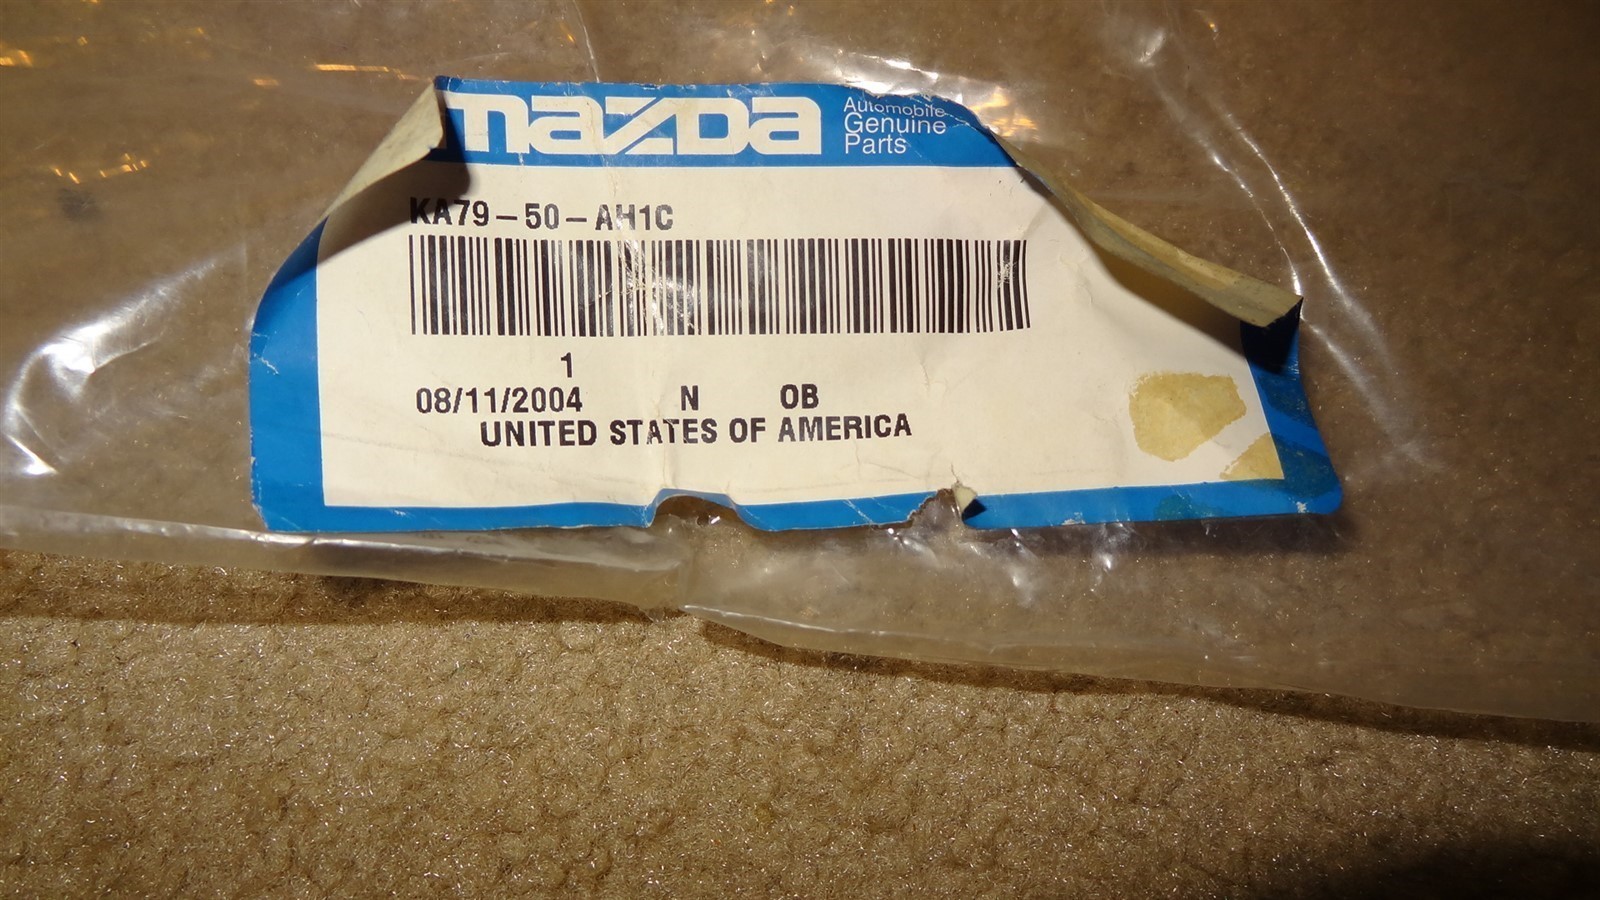 mazda
Automobile
Genuine
Parts
KA79-50-AH1C
1
08/11/2004 N OB
UNITED STATES OF AMERICA